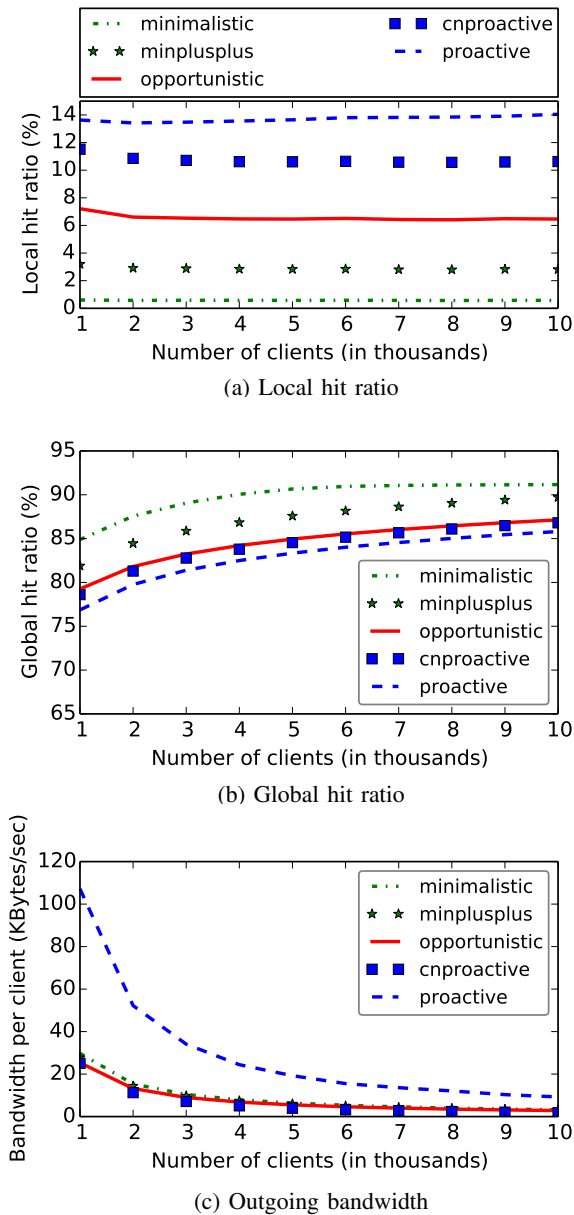 minimalistic
minplusplus
opportunistic
cnproactive
proactive
Local hit ratio (%)
14
12
10
8
6
4
2
0
1 2 3 4 5 6 7 8 9 10
Number of clients (in thousands)
(a) Local hit ratio
Global hit ratio (%)
95
90
85
80
75
70
65
minimalistic
minplusplus
opportunistic
cnproactive
proactive
1 2 3 4 5 6 7 8 9 10
Number of clients (in thousands)
(b) Global hit ratio
Bandwidth per client (KBytes/sec)
120
100
80
60
40
20
0
minimalistic
minplusplus
opportunistic
cnproactive
proactive
1 2 3 4 5 6 7 8 9 10
Number of clients (in thousands)
(c) Outgoing bandwidth